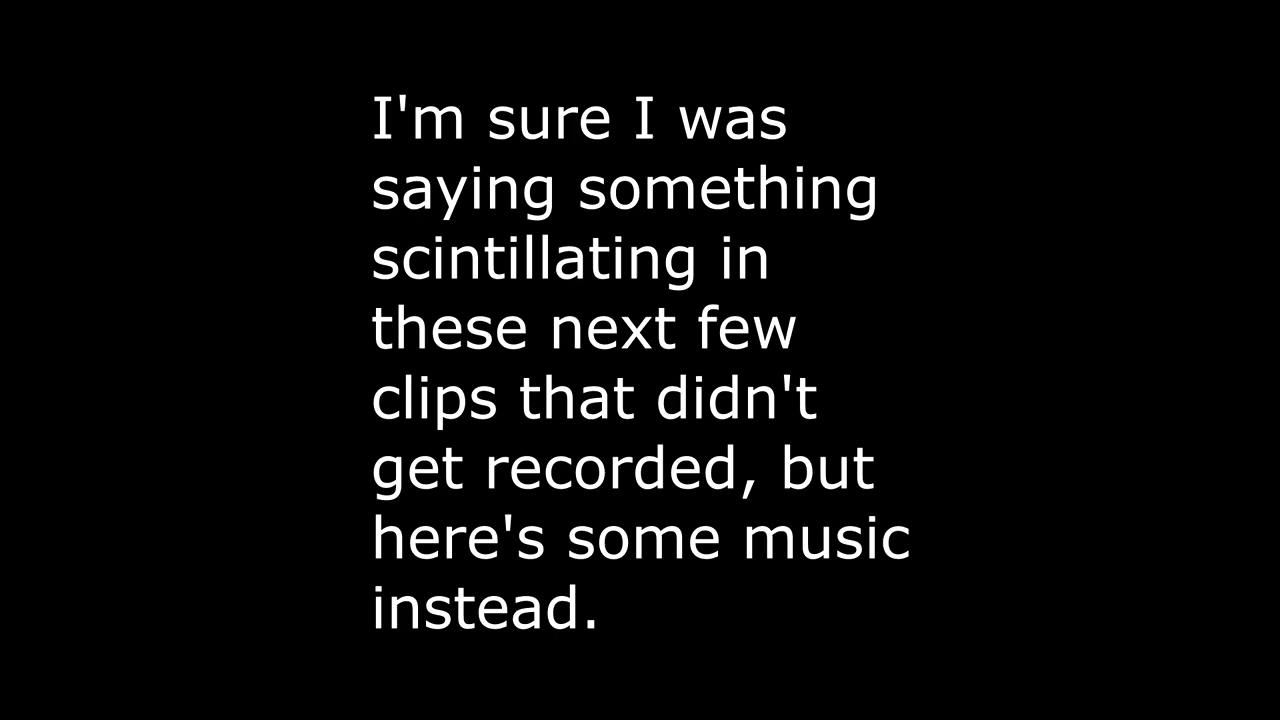 I'm sure I was
saying something
scintillating in
these next few
clips that didn't
get recorded, but
here's some music
instead.